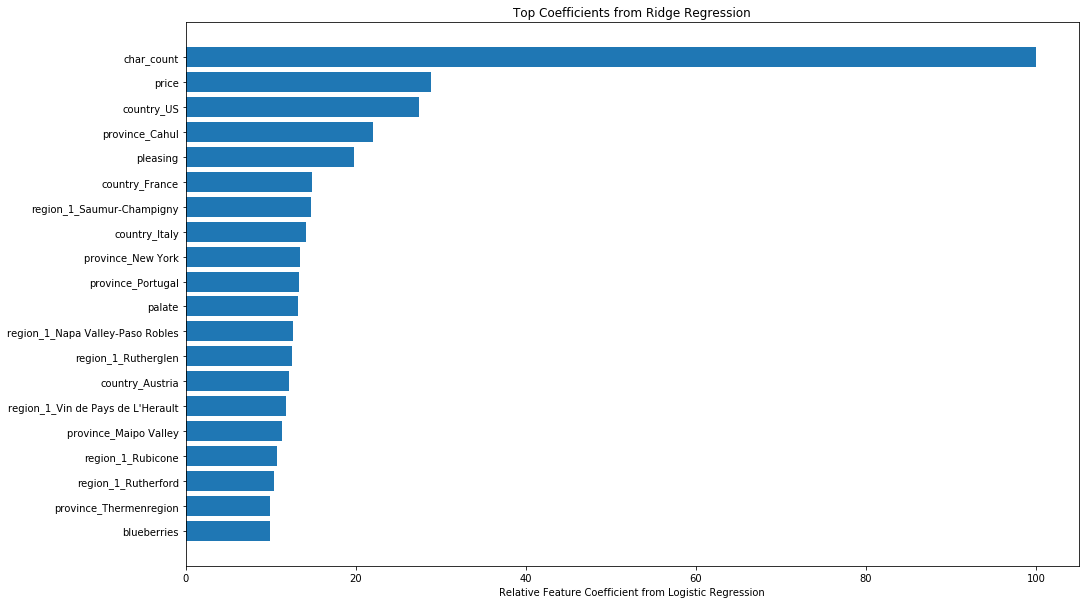 Top Coefficients from Ridge Regression
char_count
price
country_US
province_Cahul
pleasing
country_France
region_1_Saumur-Champigny
country_Italy
province_New York
province_Portugal
palate
region_1_Napa Valley-Paso Robles
region_1_Rutherglen
country_Austria
region_1_Vin de Pays de L'Herault
province_Maipo Valley
region_1_Rubicone
region_1_Rutherford
province_Thermenregion
blueberries
0 20 40 60 80 100
Relative Feature Coefficient from Logistic Regression